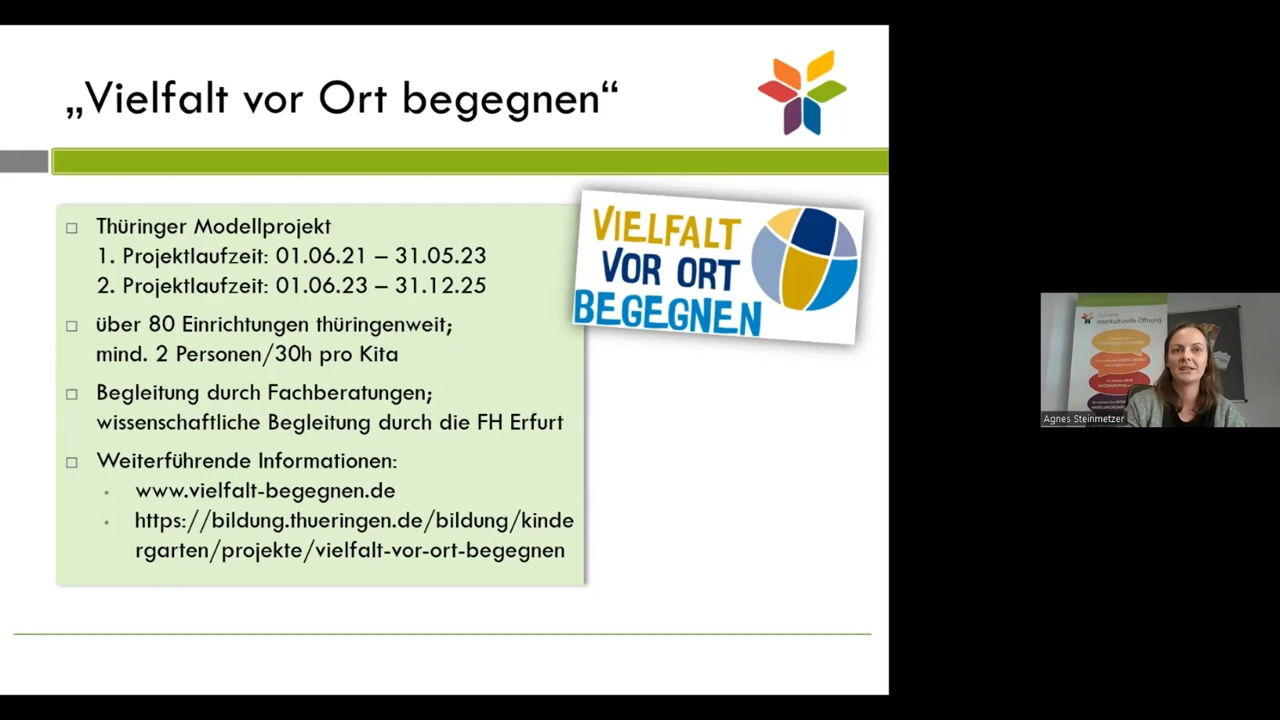 „Vielfalt vor Ort begegnen“
Thüringer Modellprojekt
1. Projektlaufzeit: 01.06.21 – 31.05.23
2. Projektlaufzeit: 01.06.23 – 31.12.25
über 80 Einrichtungen thüringenweit;
mind. 2 Personen/30h pro Kita
Begleitung durch Fachberatungen;
wissenschaftliche Begleitung durch die FH Erfurt
Weiterführende Informationen:
www.vielfalt-begegnen.de
https://bildung.thueringen.de/bildung/kinde
rgarten/projekte/vielfalt-vor-ort-begegnen
VIELFALT
VOR ORT
BEGEGNEN
Interkulturelle Öffnung
Agnes Steinmetzer